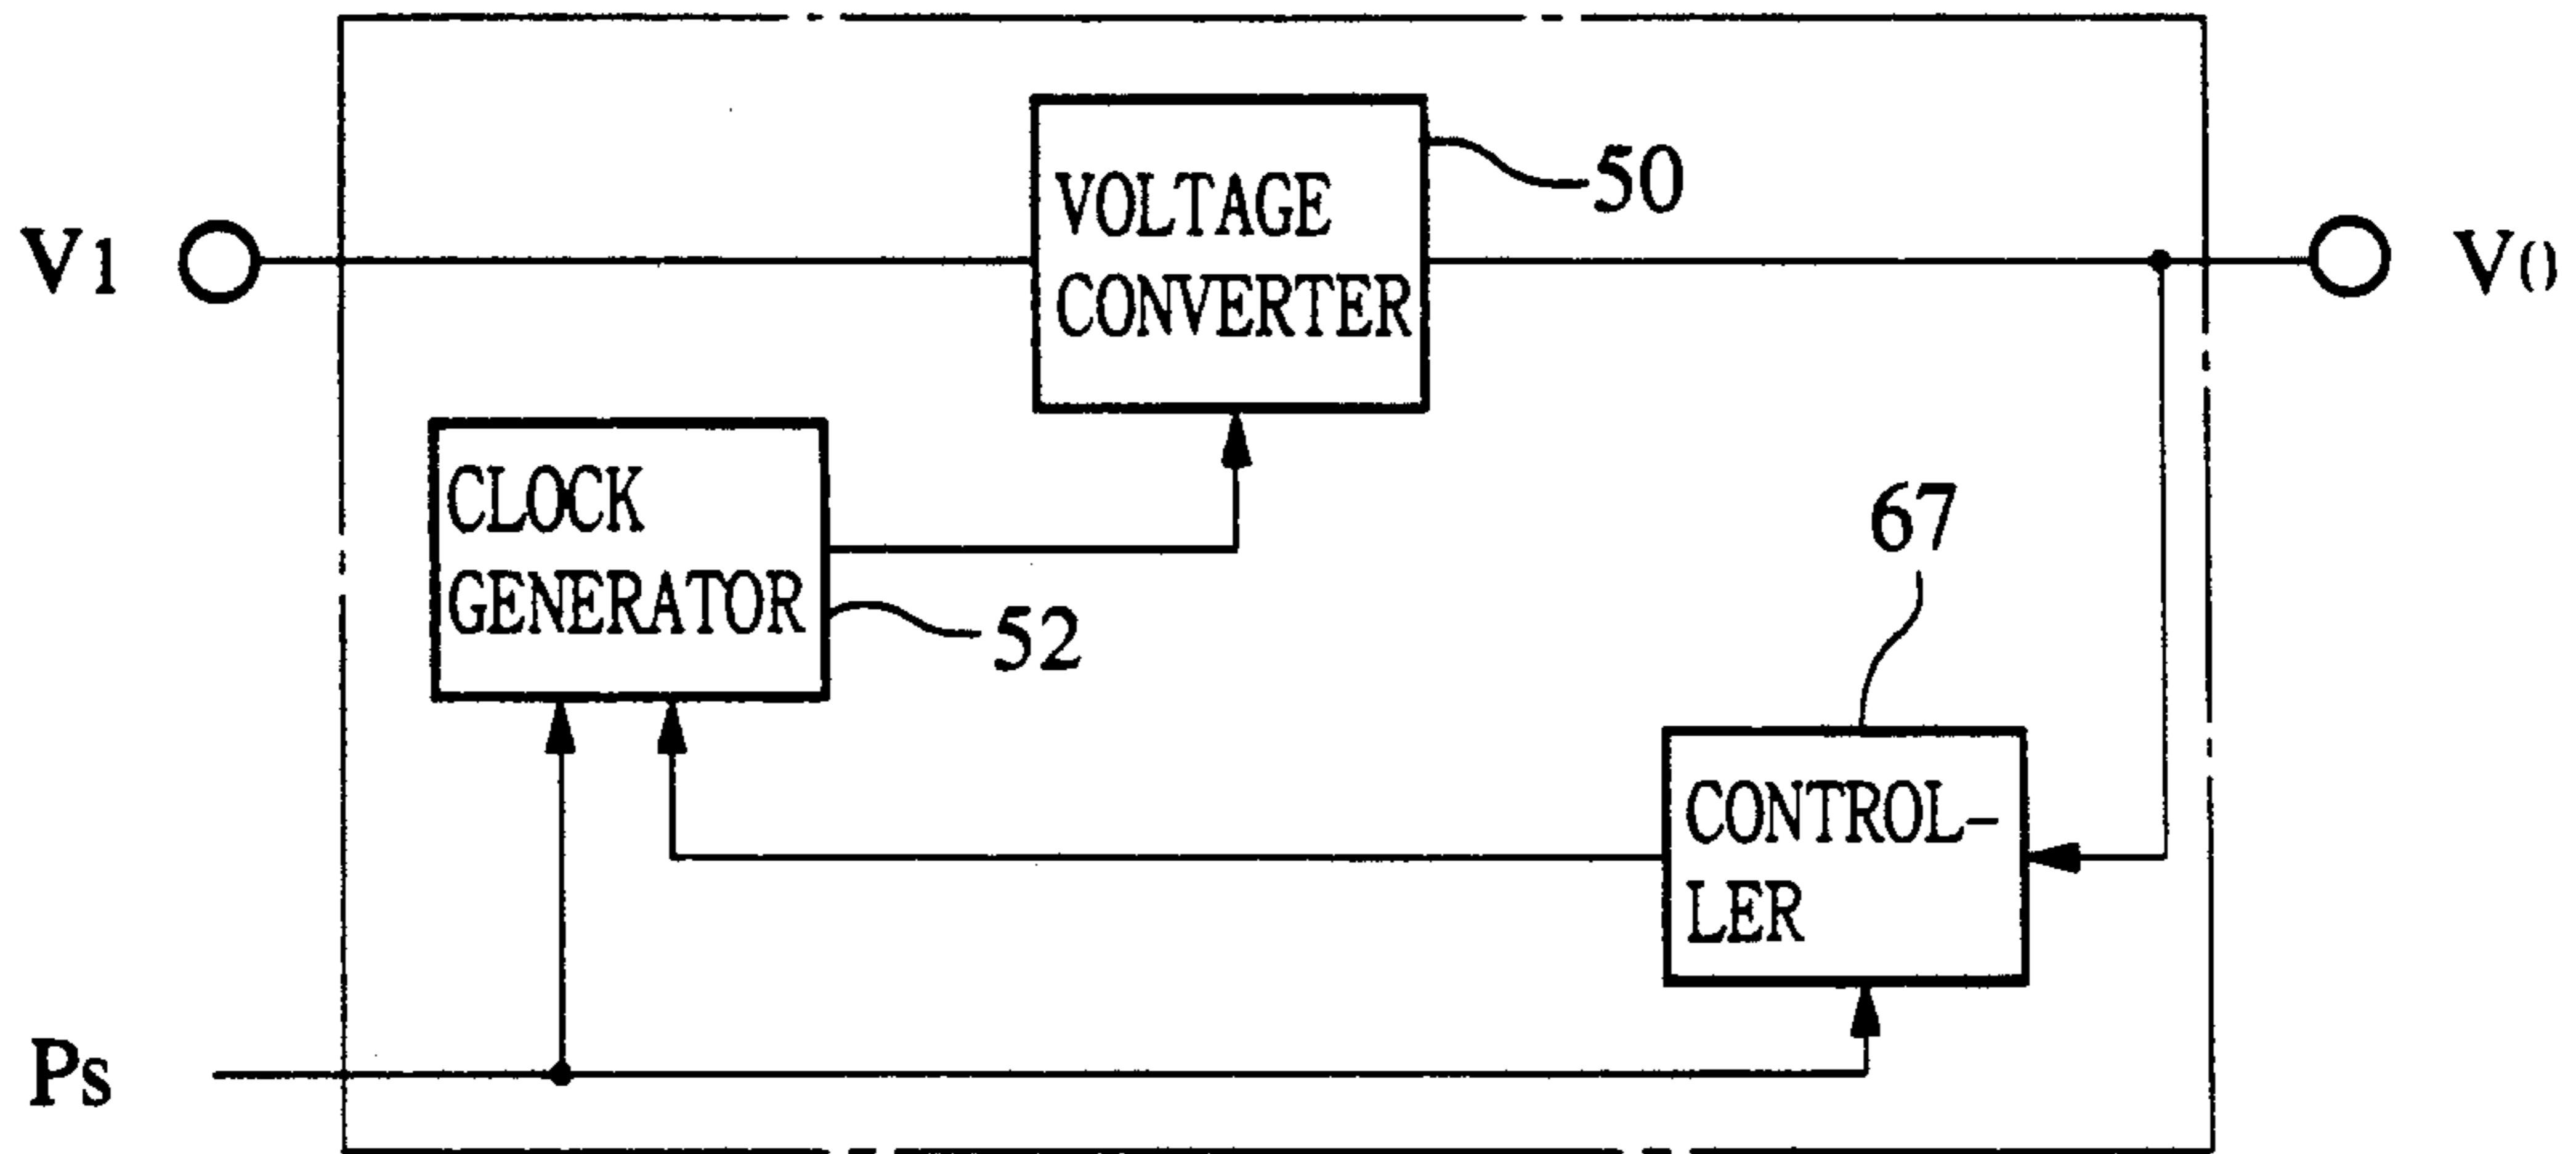 VOLTAGE
CONVERTER
50
V1
V0
CLOCK
GENERATOR
52
67
CONTROL-
LER
Ps